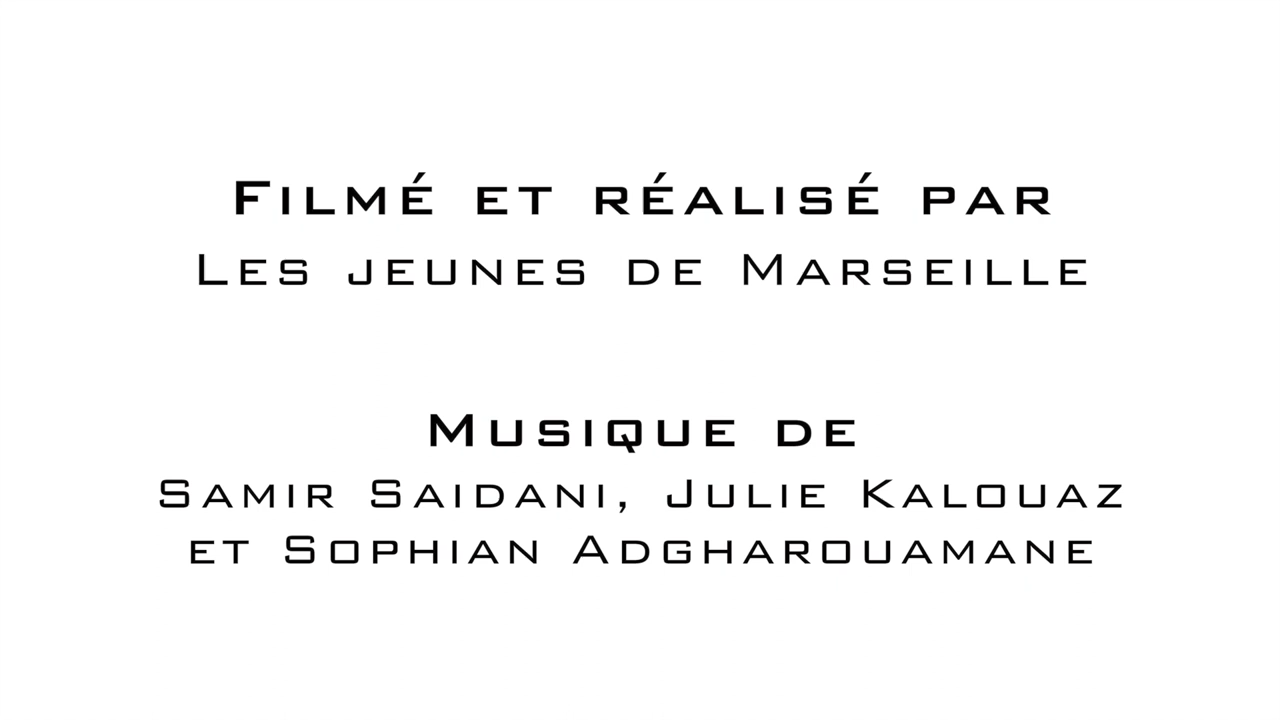 Filmé et réalisé par
Les jeunes de Marseille
Musique de
Samir Saidani, Julie Kalouaz
et Sophian Adgharouamane